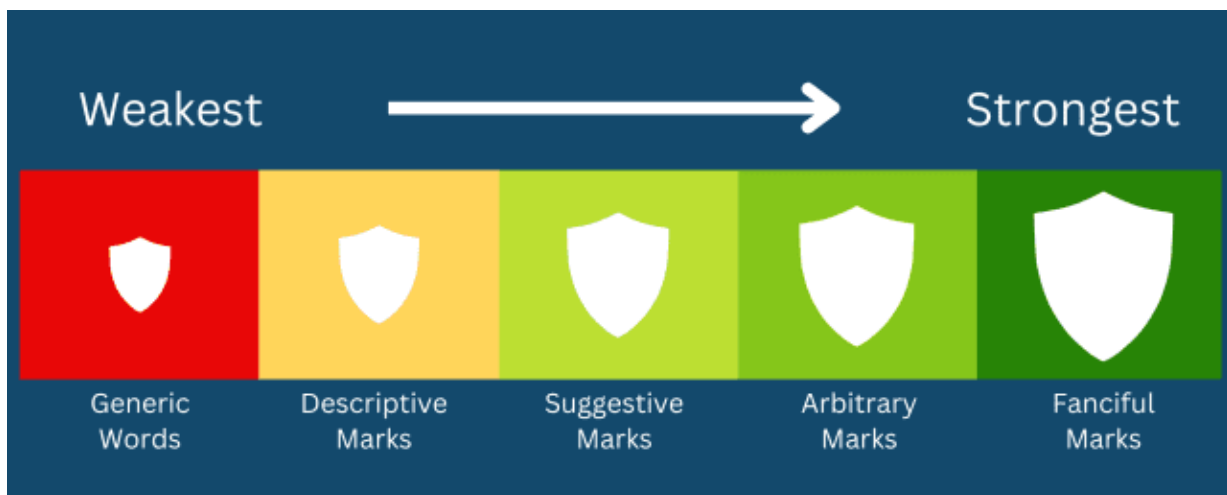 Weakest
Strongest
Generic
Words
Descriptive
Marks
Suggestive
Marks
Arbitrary
Marks
Fanciful
Marks